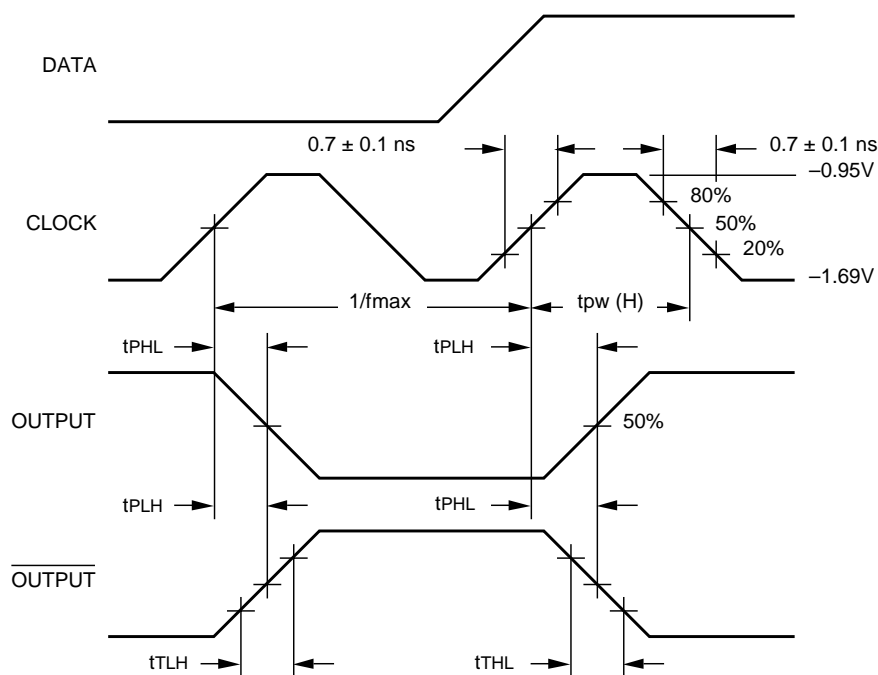 DATA
0.7 ± 0.1 ns
0.7 ± 0.1 ns
–0.95V
80%
CLOCK
50%
20%
–1.69V
1/fmax
tpw (H)
tPHL
tPLH
OUTPUT
50%
tPLH
tPHL
OUTPUT
tTLH
tTHL